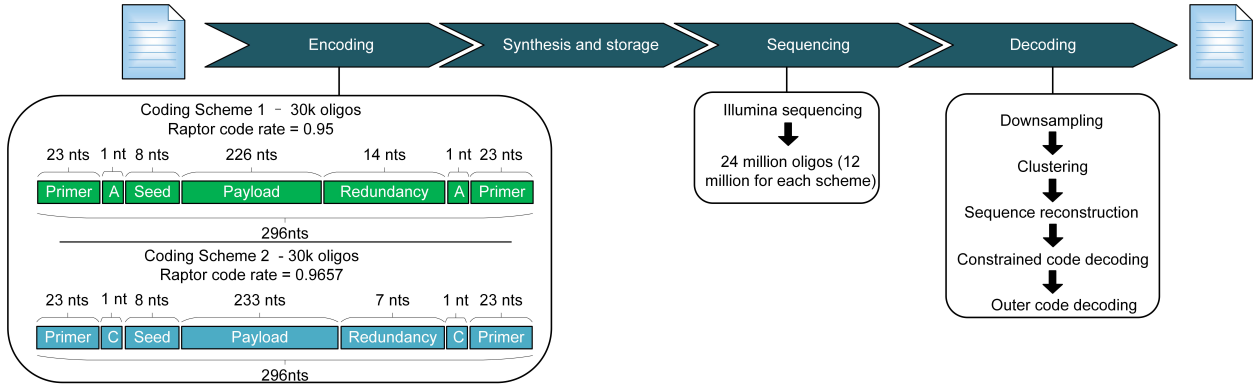 Encoding
Synthesis and storage
Sequencing
Decoding
Coding Scheme 1 – 30k oligos
Raptor code rate = 0.95
23 nts 1 nt 8 nts 226 nts 14 nts 1 nt 23 nts
Primer A Seed Payload Redundancy A Primer
296nts
Coding Scheme 2 - 30k oligos
Raptor code rate = 0.9657
23 nts 1 nt 8 nts 233 nts 7 nts 1 nt 23 nts
Primer C Seed Payload Redundancy C Primer
296nts
Illumina sequencing
24 million oligos (12
million for each scheme)
Downsampling
Clustering
Sequence reconstruction
Constrained code decoding
Outer code decoding